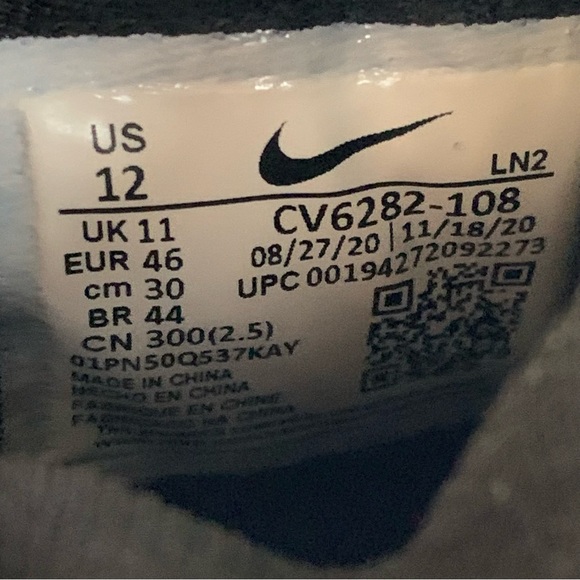 US
12
LN2
UK 11
EUR 46
cm 30
BR 44
CN 300(2.5)
01PN50Q537KAY
MADE IN CHINA
HECHO EN CHINA
FABRIQUE EN CHINE
CV6282-108
08/27/20 | 11/18/20
UPC 00194272092273